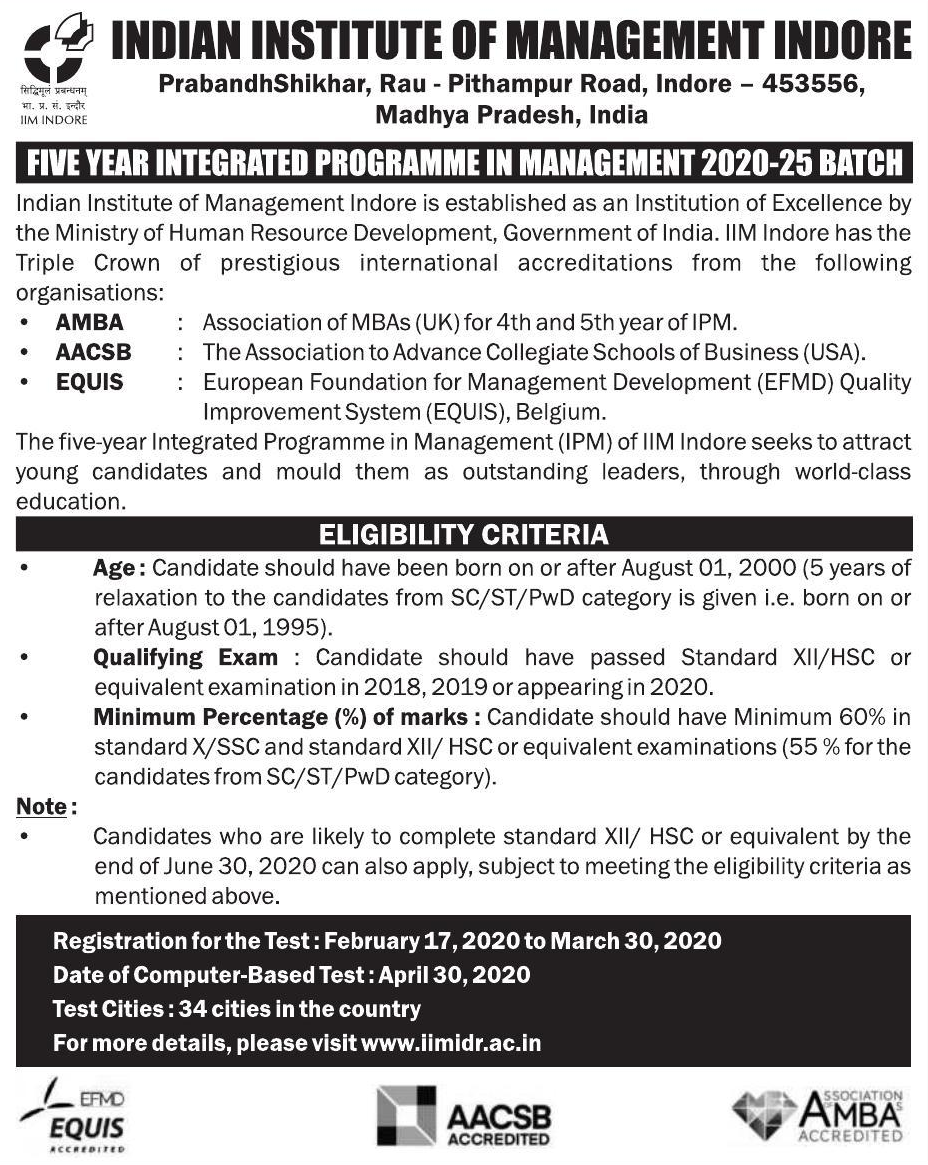 INDIAN INSTITUTE OF MANAGEMENT INDORE
सिद्धिमूलं प्रबन्धनम्
भा. प्र. सं. इन्दौर
IIM INDORE
PrabandhShikhar, Rau - Pithampur Road, Indore – 453556,
Madhya Pradesh, India
FIVE YEAR INTEGRATED PROGRAMME IN MANAGEMENT 2020-25 BATCH
Indian Institute of Management Indore is established as an Institution of Excellence by
the Ministry of Human Resource Development, Government of India. IIM Indore has the
Triple Crown of prestigious international accreditations from the following
organisations:
• AMBA : Association of MBAs (UK) for 4th and 5th year of IPM.
• AACSB : The Association to Advance Collegiate Schools of Business (USA).
• EQUIS : European Foundation for Management Development (EFMD) Quality
Improvement System (EQUIS), Belgium.
The five-year Integrated Programme in Management (IPM) of IIM Indore seeks to attract
young candidates and mould them as outstanding leaders, through world-class
education.
ELIGIBILITY CRITERIA
• Age : Candidate should have been born on or after August 01, 2000 (5 years of
relaxation to the candidates from SC/ST/PwD category is given i.e. born on or
after August 01, 1995).
• Qualifying Exam : Candidate should have passed Standard XII/HSC or
equivalent examination in 2018, 2019 or appearing in 2020.
• Minimum Percentage (%) of marks : Candidate should have Minimum 60% in
standard X/SSC and standard XII/ HSC or equivalent examinations (55 % for the
candidates from SC/ST/PwD category).
Note :
• Candidates who are likely to complete standard XII/ HSC or equivalent by the
end of June 30, 2020 can also apply, subject to meeting the eligibility criteria as
mentioned above.
Registration for the Test : February 17, 2020 to March 30, 2020
Date of Computer-Based Test : April 30, 2020
Test Cities : 34 cities in the country
For more details, please visit www.iimidr.ac.in
EFMD
EQUIS
ACCREDITED
AACSB
ACCREDITED
ASSOCIATION
OF
AMBAs
ACCREDITED